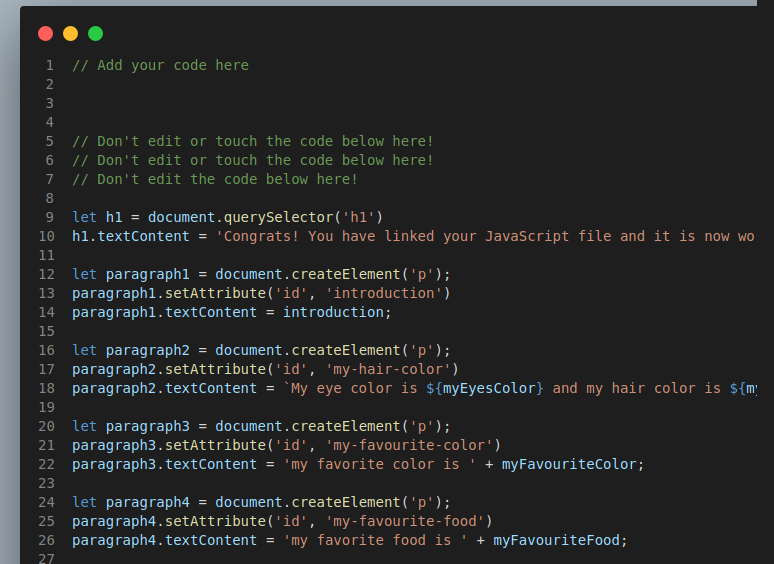 1 // Add your code here
2
3
4
5 // Don't edit or touch the code below here!
6 // Don't edit or touch the code below here!
7 // Don't edit the code below here!
8
9 let h1 = document.querySelector('h1')
10 h1.textContent = 'Congrats! You have linked your JavaScript file and it is now wo
11
12 let paragraph1 = document.createElement('p');
13 paragraph1.setAttribute('id', 'introduction')
14 paragraph1.textContent = introduction;
15
16 let paragraph2 = document.createElement('p');
17 paragraph2.setAttribute('id', 'my-hair-color')
18 paragraph2.textContent = `My eye color is ${myEyesColor} and my hair color is ${my
19
20 let paragraph3 = document.createElement('p');
21 paragraph3.setAttribute('id', 'my-favourite-color')
22 paragraph3.textContent = 'my favorite color is ' + myFavouriteColor;
23
24 let paragraph4 = document.createElement('p');
25 paragraph4.setAttribute('id', 'my-favourite-food')
26 paragraph4.textContent = 'my favorite food is ' + myFavouriteFood;
27